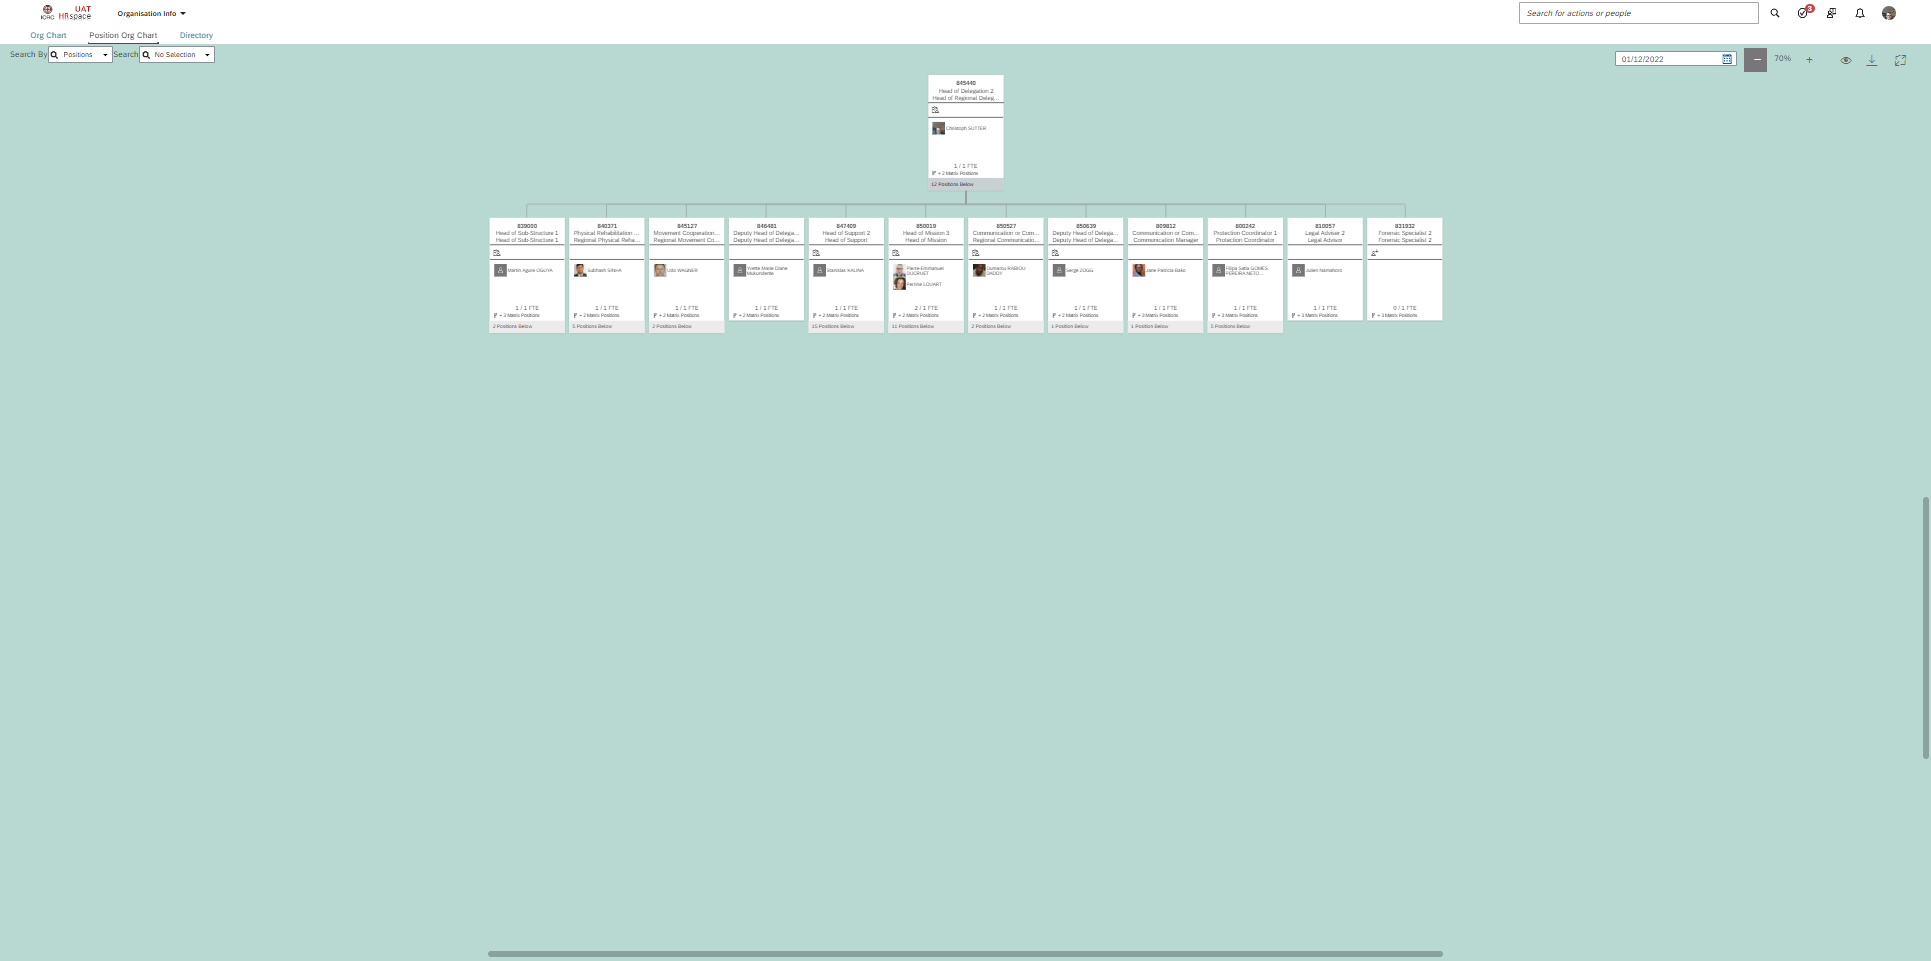 ICRC
UAT
HRspace
Organisation Info
Search for actions or people
3
Org Chart
Position Org Chart
Directory
Search By
Positions
Search
No Selection
01/12/2022
70%
845440
Head of Delegation 2
Head of Regional Deleg...
Christoph SUTTER
1 / 1 FTE
+ 2 Matrix Positions
12 Positions Below
839000
Head of Sub-Structure 1
Head of Sub-Structure 1
Martin Agure OGUYA
1 / 1 FTE
+ 3 Matrix Positions
2 Positions Below
840371
Physical Rehabilitation ...
Regional Physical Reha...
Subhash SINHA
1 / 1 FTE
+ 2 Matrix Positions
5 Positions Below
845127
Movement Cooperation...
Regional Movement Co...
Udo WAGNER
1 / 1 FTE
+ 2 Matrix Positions
2 Positions Below
846481
Deputy Head of Delega...
Deputy Head of Delega...
Yvette Marie Diane
Mukundente
1 / 1 FTE
+ 2 Matrix Positions
847409
Head of Support 2
Head of Support
Stanislas KALINA
1 / 1 FTE
+ 2 Matrix Positions
15 Positions Below
850019
Head of Mission 3
Head of Mission
Pierre-Emmanuel
DUCRUET
Perrine LOUART
2 / 1 FTE
+ 2 Matrix Positions
11 Positions Below
850527
Communication or Com...
Regional Communicatio...
Oumarou RABIOU
DADDY
1 / 1 FTE
+ 2 Matrix Positions
2 Positions Below
850639
Deputy Head of Delega...
Deputy Head of Delega...
Serge ZOGG
1 / 1 FTE
+ 2 Matrix Positions
1 Position Below
809812
Communication or Com...
Communication Manager
Jane Patricia Bako
1 / 1 FTE
+ 3 Matrix Positions
1 Position Below
800242
Protection Coordinator 1
Protection Coordinator
Filipa Satia GOMES
PEREIRA NETO...
1 / 1 FTE
+ 3 Matrix Positions
5 Positions Below
810057
Legal Adviser 2
Legal Advisor
Julien Namahoro
1 / 1 FTE
+ 3 Matrix Positions
831932
Forensic Specialist 2
Forensic Specialist 2
0 / 1 FTE
+ 3 Matrix Positions